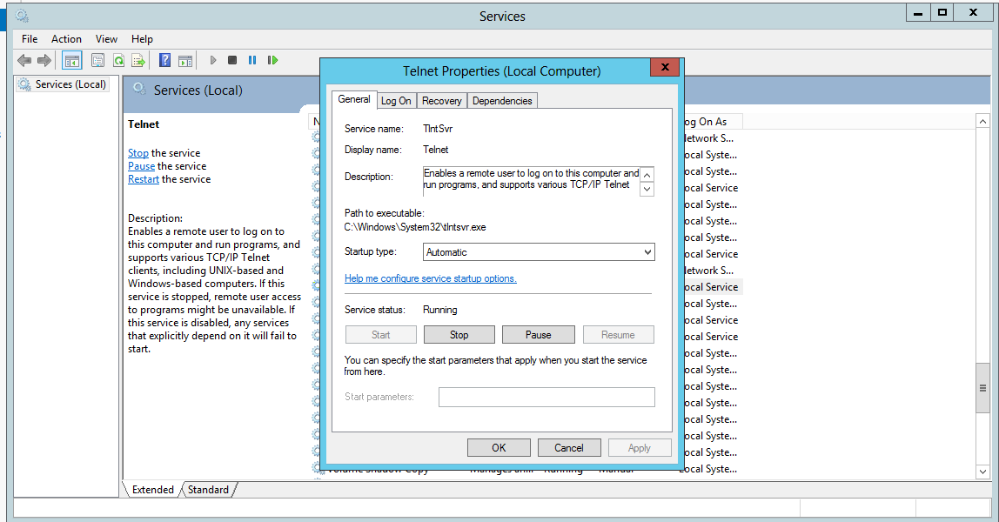 Services
File Action View Help
Services (Local)
Services (Local)
Telnet
Stop the service
Pause the service
Restart the service
Description:
Enables a remote user to log on to
this computer and run programs, and
supports various TCP/IP Telnet
clients, including UNIX-based and
Windows-based computers. If this
service is stopped, remote user access
to programs might be unavailable. If
this service is disabled, any services
that explicitly depend on it will fail to
start.
Telnet Properties (Local Computer)
General Log On Recovery Dependencies
Service name: TlntSvr
Display name: Telnet
Description: Enables a remote user to log on to this computer and
run programs, and supports various TCP/IP Telnet
Path to executable:
C:\Windows\System32\tlntsvr.exe
Startup type: Automatic
Help me configure service startup options.
Service status: Running
Start Stop Pause Resume
You can specify the start parameters that apply when you start the service
from here.
Start parameters:
OK Cancel Apply
og On As
letwork S...
ocal Syste...
ocal Syste...
ocal Service
ocal Syste...
ocal Syste...
ocal Syste...
ocal Service
letwork S...
ocal Service
ocal Syste...
ocal Service
ocal Service
ocal Syste...
ocal Syste...
ocal Syste...
ocal Syste...
ocal Syste...
ocal Syste...
ocal Syste...
Volume Shadow Copy Manages an... Running Manual ocal Syste...
Extended Standard